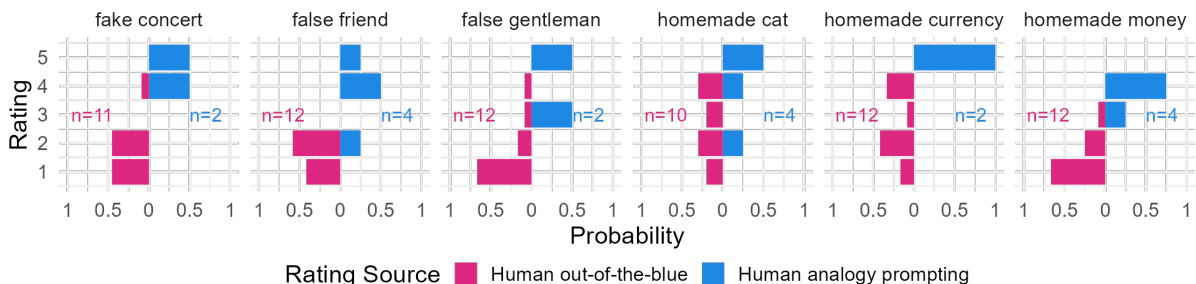 fake concert false friend false gentleman homemade cat homemade currency homemade money
Rating
5
4
3
2
1
n=11 n=2 n=12 n=4 n=12 n=2 n=10 n=4 n=12 n=2 n=12 n=4
1 0.5 0 0.5 1 1 0.5 0 0.5 1 1 0.5 0 0.5 1 1 0.5 0 0.5 1 1 0.5 0 0.5 1 1 0.5 0 0.5 1
Probability
Rating Source Human out-of-the-blue Human analogy prompting